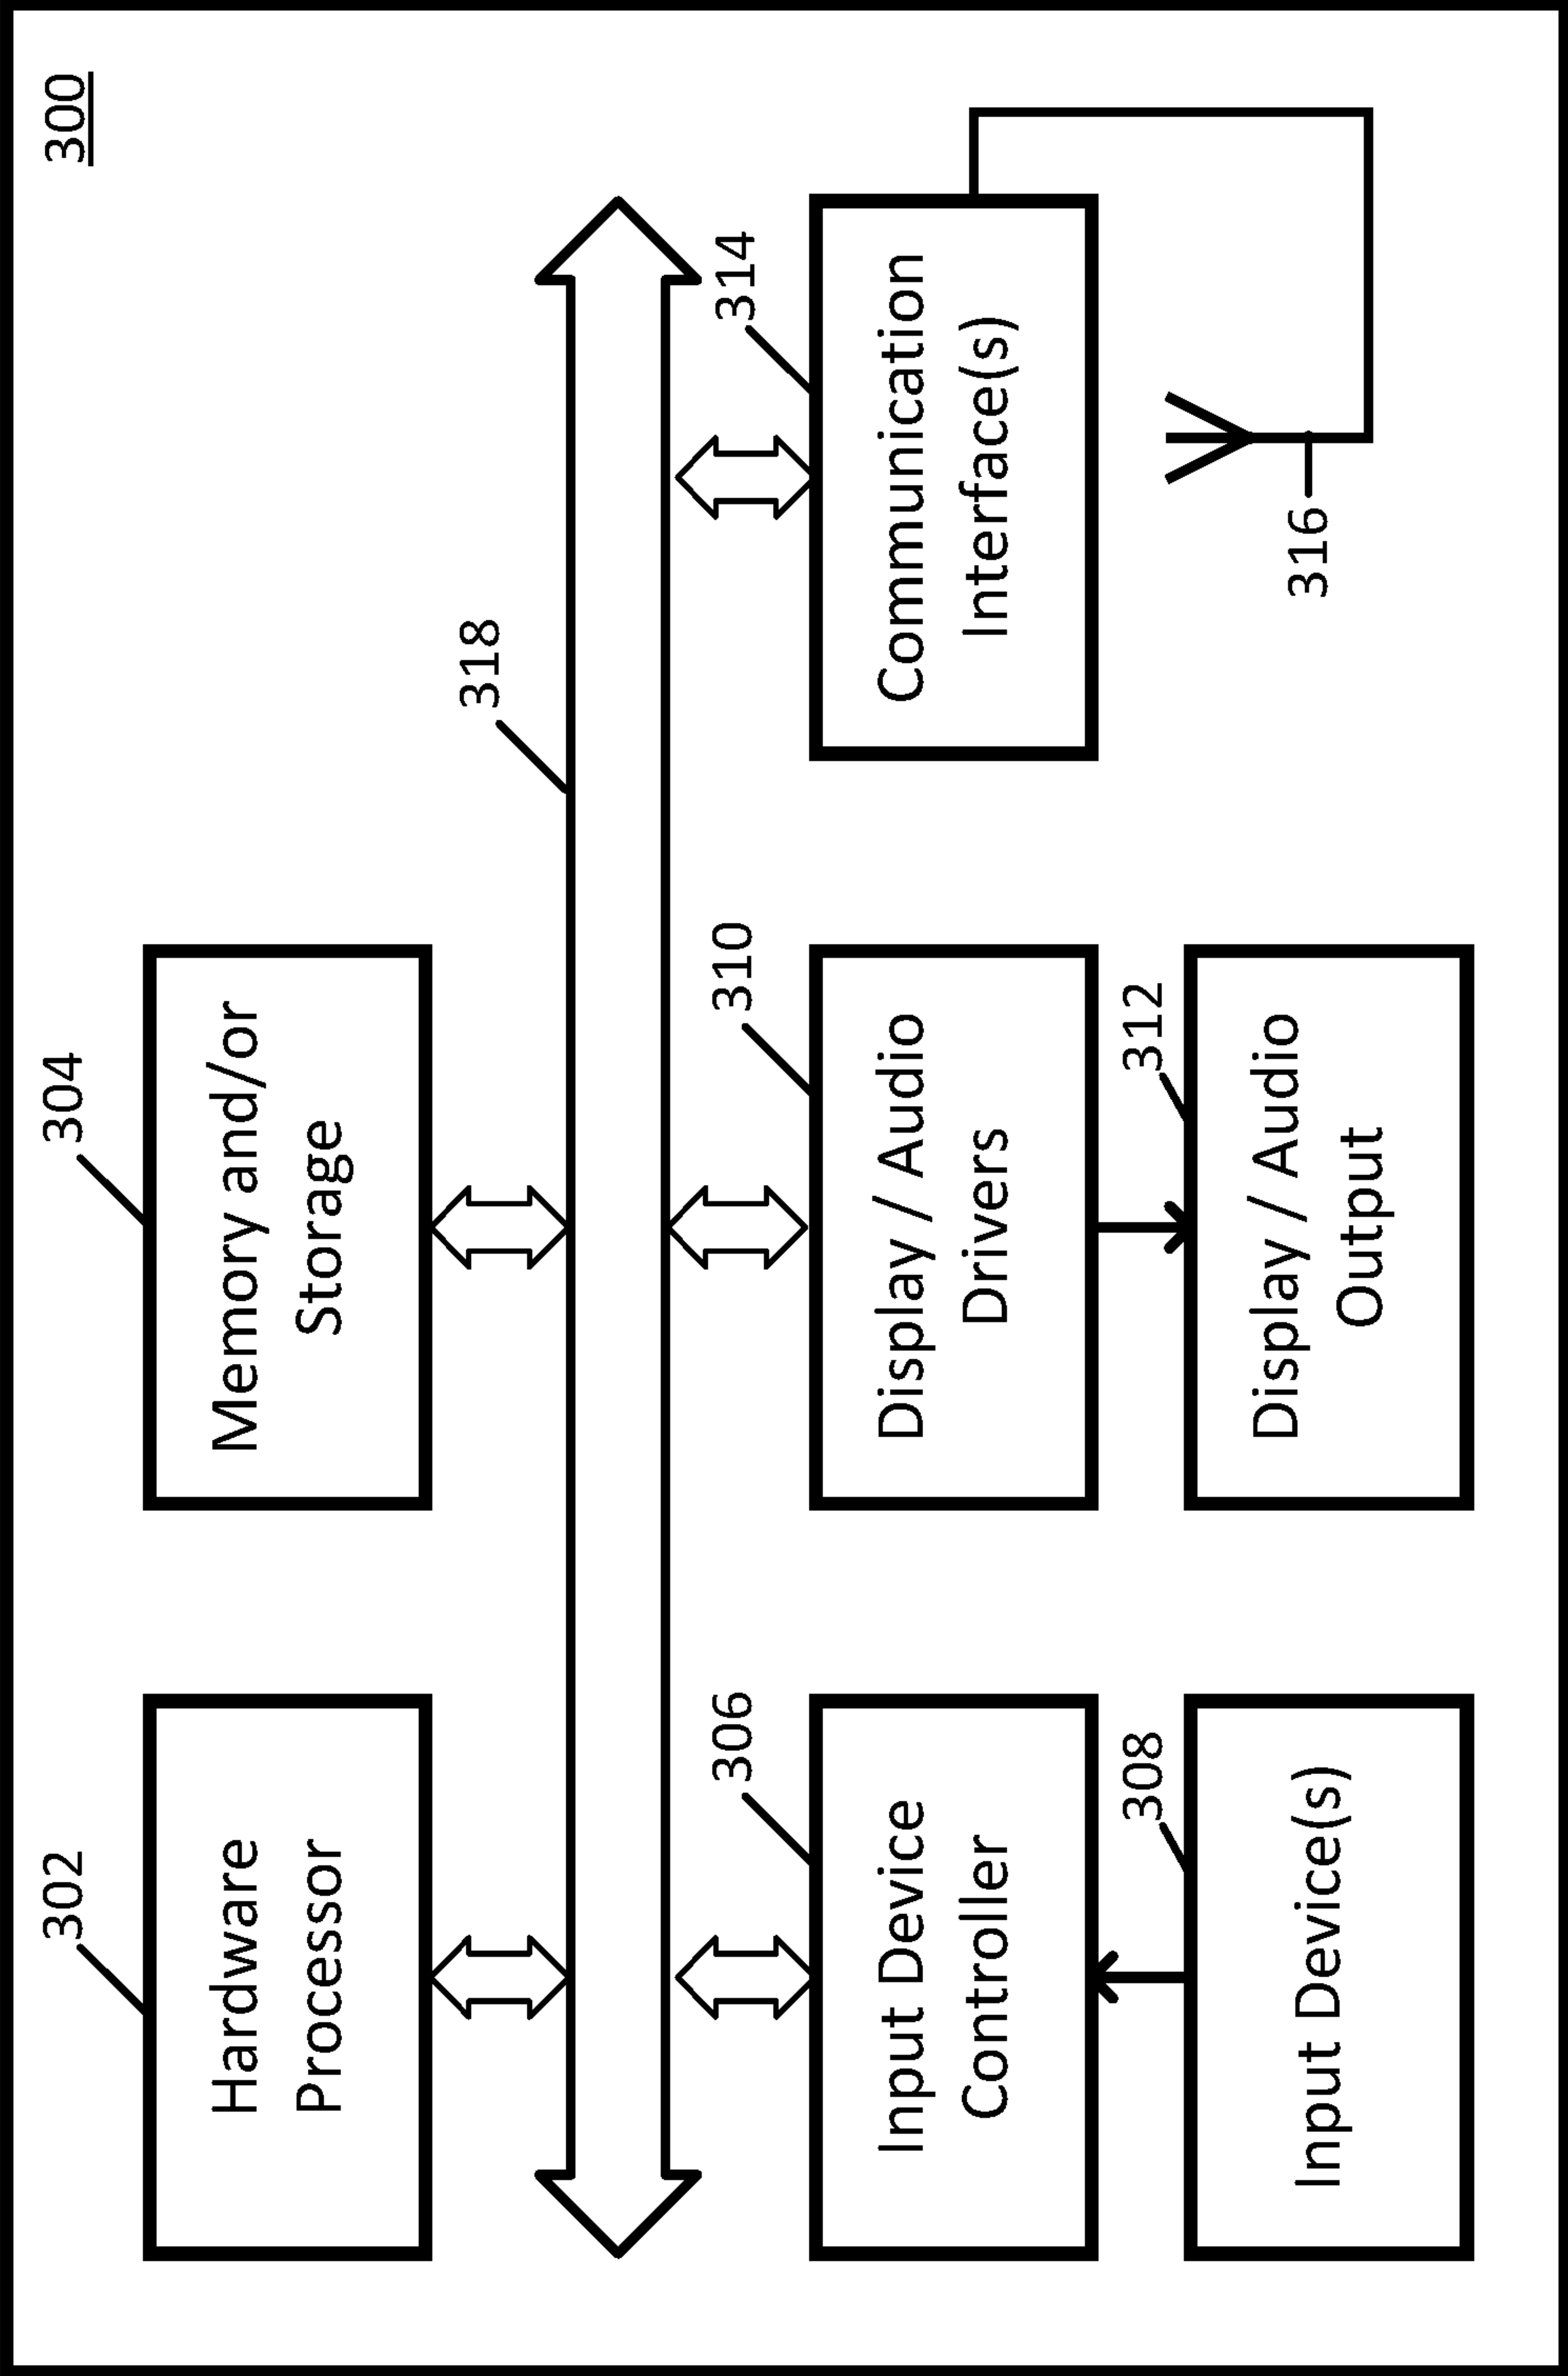 300
302
Hardware
Processor
304
Memory and/or
Storage
318
306
Input Device
Controller
310
Display / Audio
Drivers
314
Communication
Interface(s)
308
Input Device(s)
312
Display / Audio
Output
316